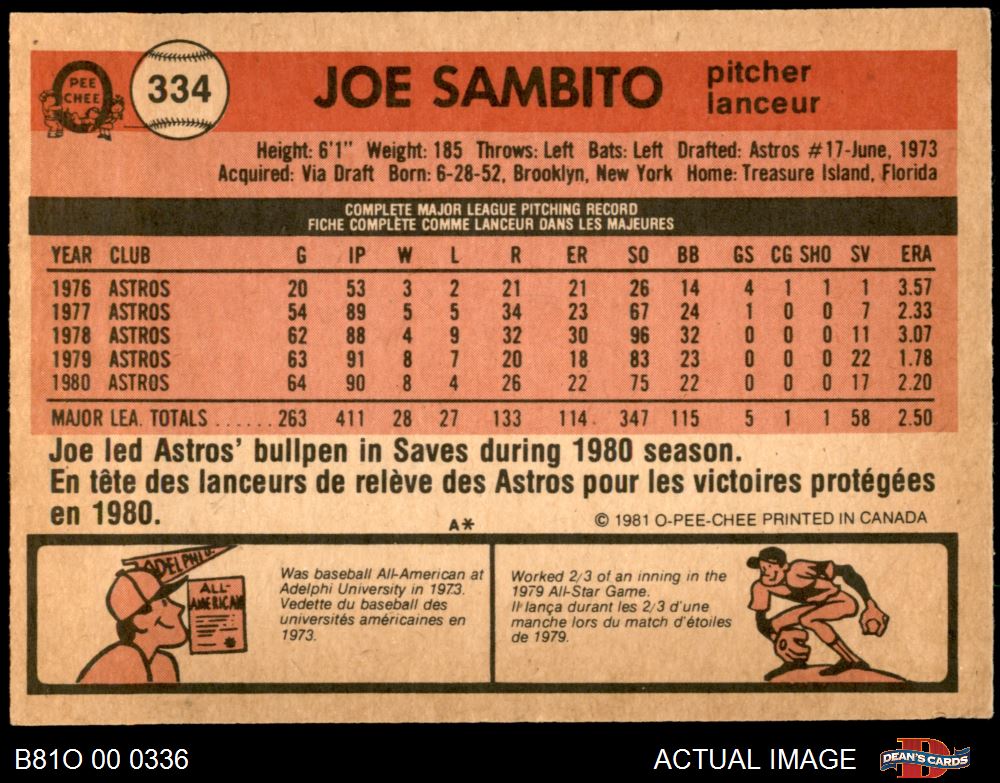 PEE
CHEE
334
JOE SAMBITO
pitcher
lanceur
Height: 6'1" Weight: 185 Throws: Left Bats: Left Drafted: Astros #17-June, 1973
Acquired: Via Draft Born: 6-28-52, Brooklyn, New York Home: Treasure Island, Florida
COMPLETE MAJOR LEAGUE PITCHING RECORD
FICHE COMPLÈTE COMME LANCEUR DANS LES MAJEURES
YEAR CLUB G IP W L R ER SO BB GS CG SHO SV ERA
1976 ASTROS 20 53 3 2 21 21 26 14 4 1 1 1 3.57
1977 ASTROS 54 89 5 5 34 23 67 24 1 0 0 7 2.33
1978 ASTROS 62 88 4 9 32 30 96 32 0 0 0 11 3.07
1979 ASTROS 63 91 8 7 20 18 83 23 0 0 0 22 1.78
1980 ASTROS 64 90 8 4 26 22 75 22 0 0 0 17 2.20
MAJOR LEA. TOTALS ...... 263 411 28 27 133 114 347 115 5 1 1 58 2.50
Joe led Astros' bullpen in Saves during 1980 season.
En tête des lanceurs de relève des Astros pour les victoires protégées
en 1980.
A* © 1981 O-PEE-CHEE PRINTED IN CANADA
ADELPHI U.
ALL-
AMERICAN
Was baseball All-American at
Adelphi University in 1973.
Vedette du baseball des
universités américaines en
1973.
Worked 2/3 of an inning in the
1979 All-Star Game.
Il lança durant les 2/3 d'une
manche lors du match d'étoiles
de 1979.
B81O 00 0336
ACTUAL IMAGE
D
DEAN'S CARDS